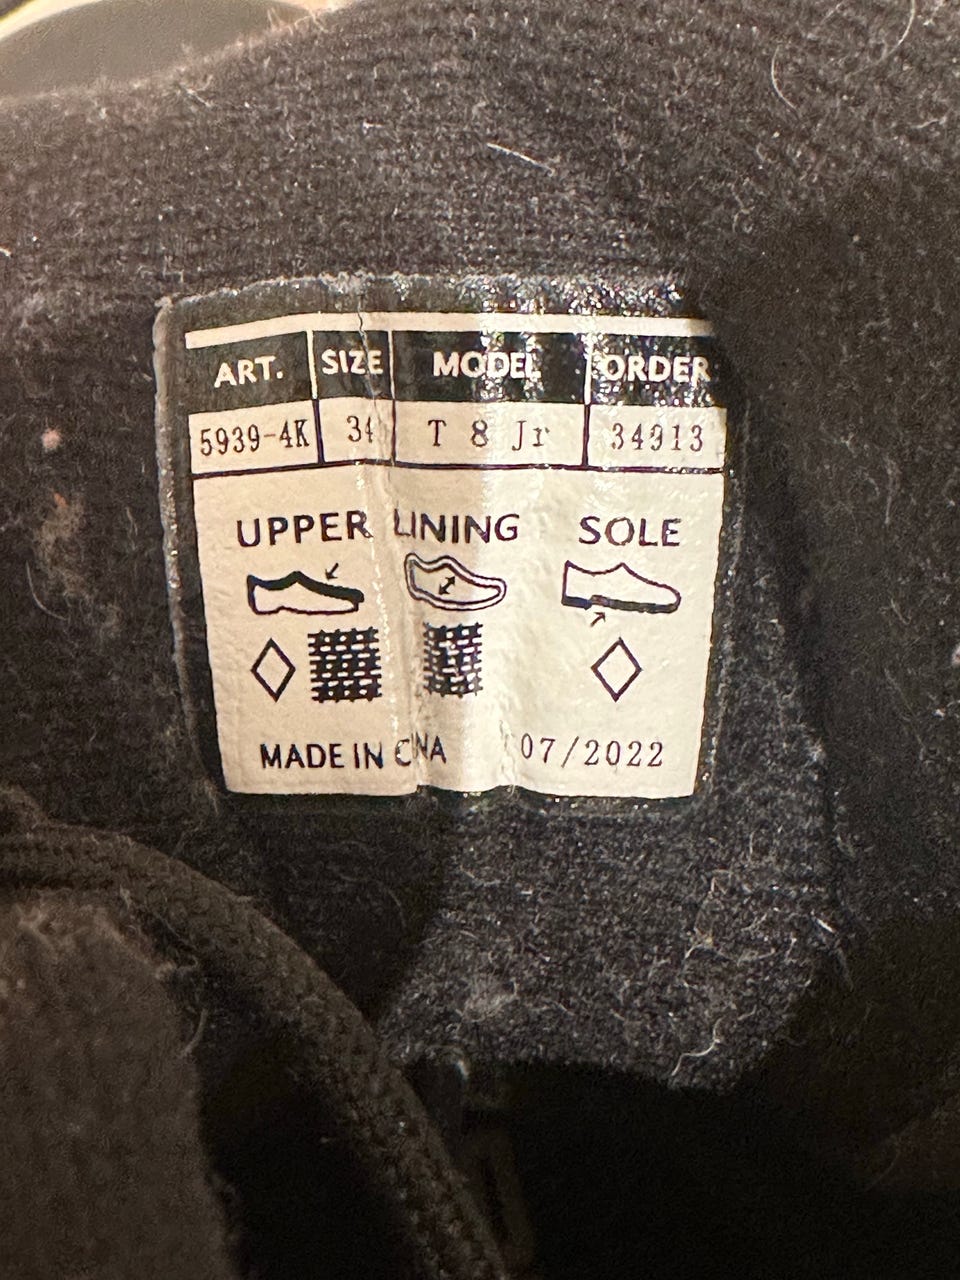 ART. SIZE MODEL ORDER
5939-4K 34 T 8 Jr 34913
UPPER LINING SOLE
MADE IN 07/2022